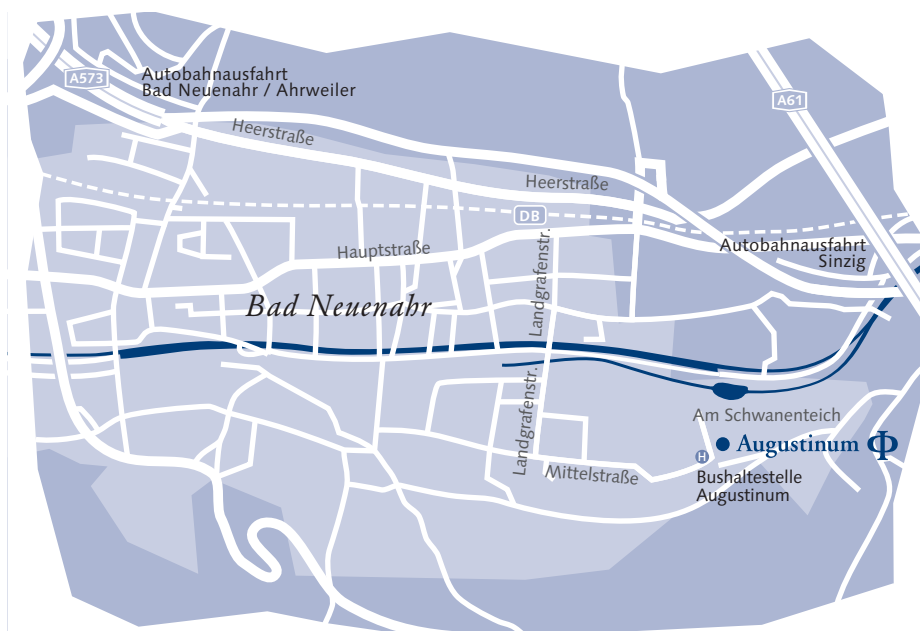 A573
Autobahnausfahrt
Bad Neuenahr / Ahrweiler
A61
Heerstraße
Heerstraße
DB
Hauptstraße
Landgrafenstr.
Autobahnausfahrt
Sinzig
Bad Neuenahr
Landgrafenstr.
Am Schwanenteich
Augustinum Φ
H
Mittelstraße
Bushaltestelle
Augustinum